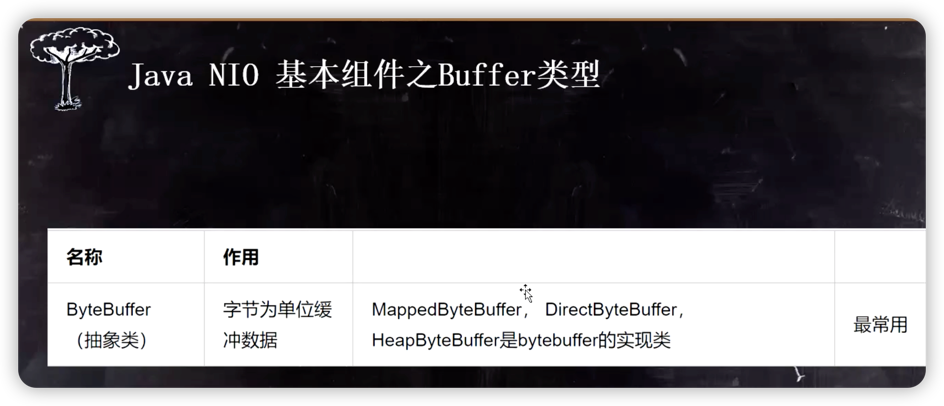 Java NIO 基本组件之Buffer类型
名称 作用
ByteBuffer
（抽象类）
字节为单位缓
冲数据
MappedByteBuffer， DirectByteBuffer，
HeapByteBuffer是bytebuffer的实现类
最常用